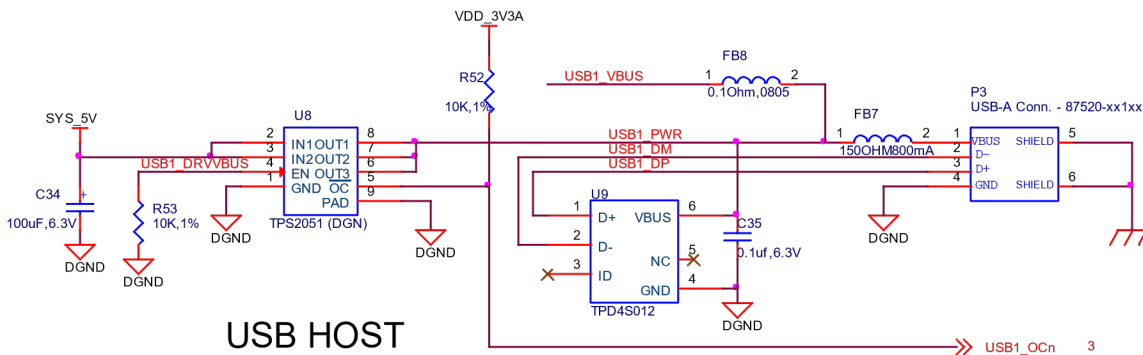 VDD_3V3A
FB8
R52
1
2
USB1_VBUS
10K,1%
0.1Ohm,0805
P3
USB-A Conn. - 87520-xx1xx
SYS_5V
U8
FB7
2
IN1
OUT1
8
USB1_PWR
1
2
1
VBUS
SHIELD
5
3
IN2
OUT2
7
USB1_DM
150OHM800mA
2
D-
USB1_DRVVBUS
4
EN
OUT3
6
USB1_DP
3
D+
1
GND
OC
5
4
GND
SHIELD
6
9
PAD
C34
+
100uF,6.3V
R53
10K,1%
DGND
TPS2051 (DGN)
DGND
U9
1
D+
VBUS
6
C35
0.1uf,6.3V
DGND
2
D-
NC
5
3
ID
GND
4
DGND
DGND
TPD4S012
DGND
USB HOST
USB1_OCn
3